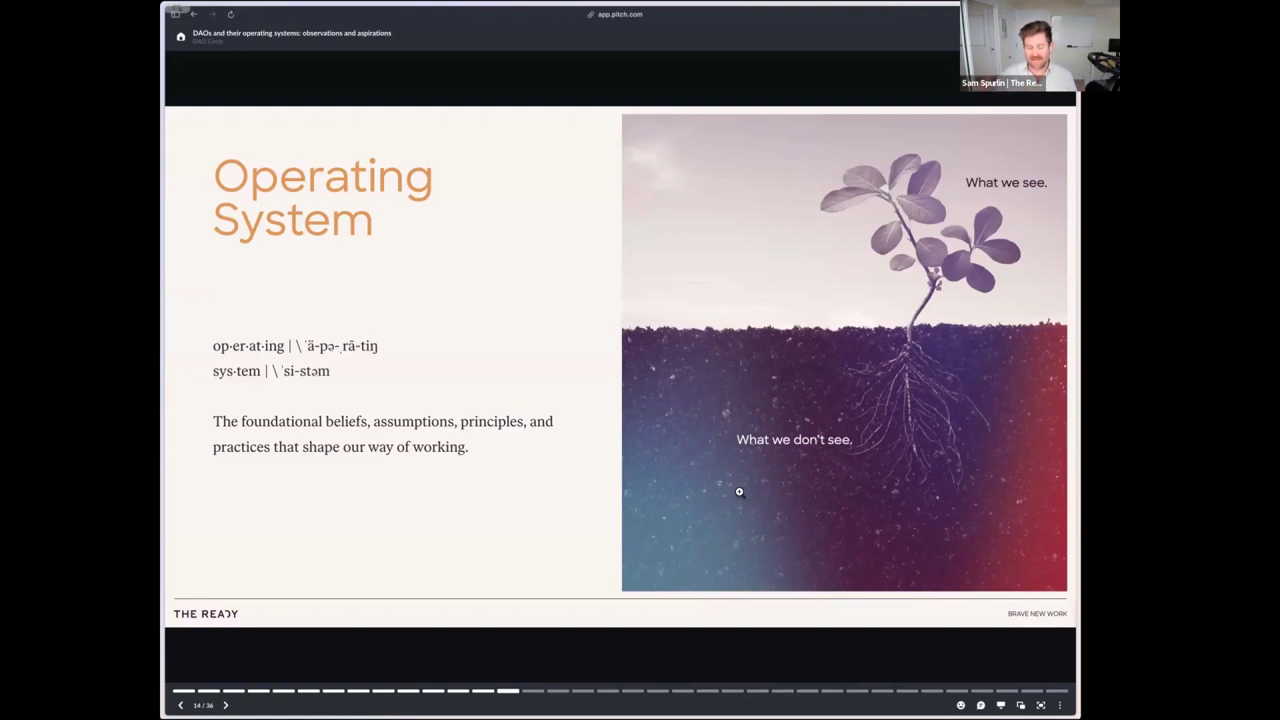 app.pitch.com
DAOs and their operating systems: observations and aspirations
DAO Circle
Sam Spurlin | The Re...
Operating
System
What we see.
op·er·at·ing | \ ˈä-pə-ˌrā-tiŋ
sys·tem | \ ˈsi-stəm
The foundational beliefs, assumptions, principles, and
practices that shape our way of working.
What we don't see.
THE READY
BRAVE NEW WORK
14 / 36